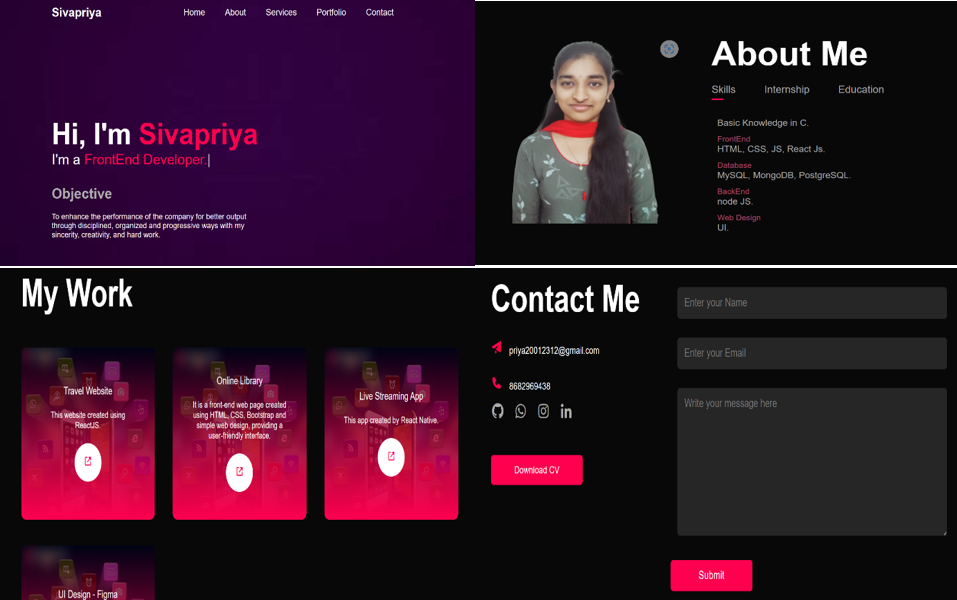 Sivapriya
Home
About
Services
Portfolio
Contact
Hi, I'm Sivapriya
I'm a FrontEnd Developer.|
Objective
To enhance the performance of the company for better output
through disciplined, organized and progressive ways with my
sincerity, creativity, and hard work.
About Me
Skills
Internship
Education
Basic Knowledge in C.
FrontEnd
HTML, CSS, JS, React Js.
Database
MySQL, MongoDB, PostgreSQL.
BackEnd
node JS.
Web Design
UI.
My Work
Travel Website
This website created using
ReactJS.
Online Library
It is a front-end web page created
using HTML, CSS, Bootstrap and
simple web design, providing a
user-friendly interface.
Live Streaming App
This app created by React Native.
UI Design - Figma
Contact Me
priya20012312@gmail.com
8682969438
Download CV
Enter your Name
Enter your Email
Write your message here
Submit